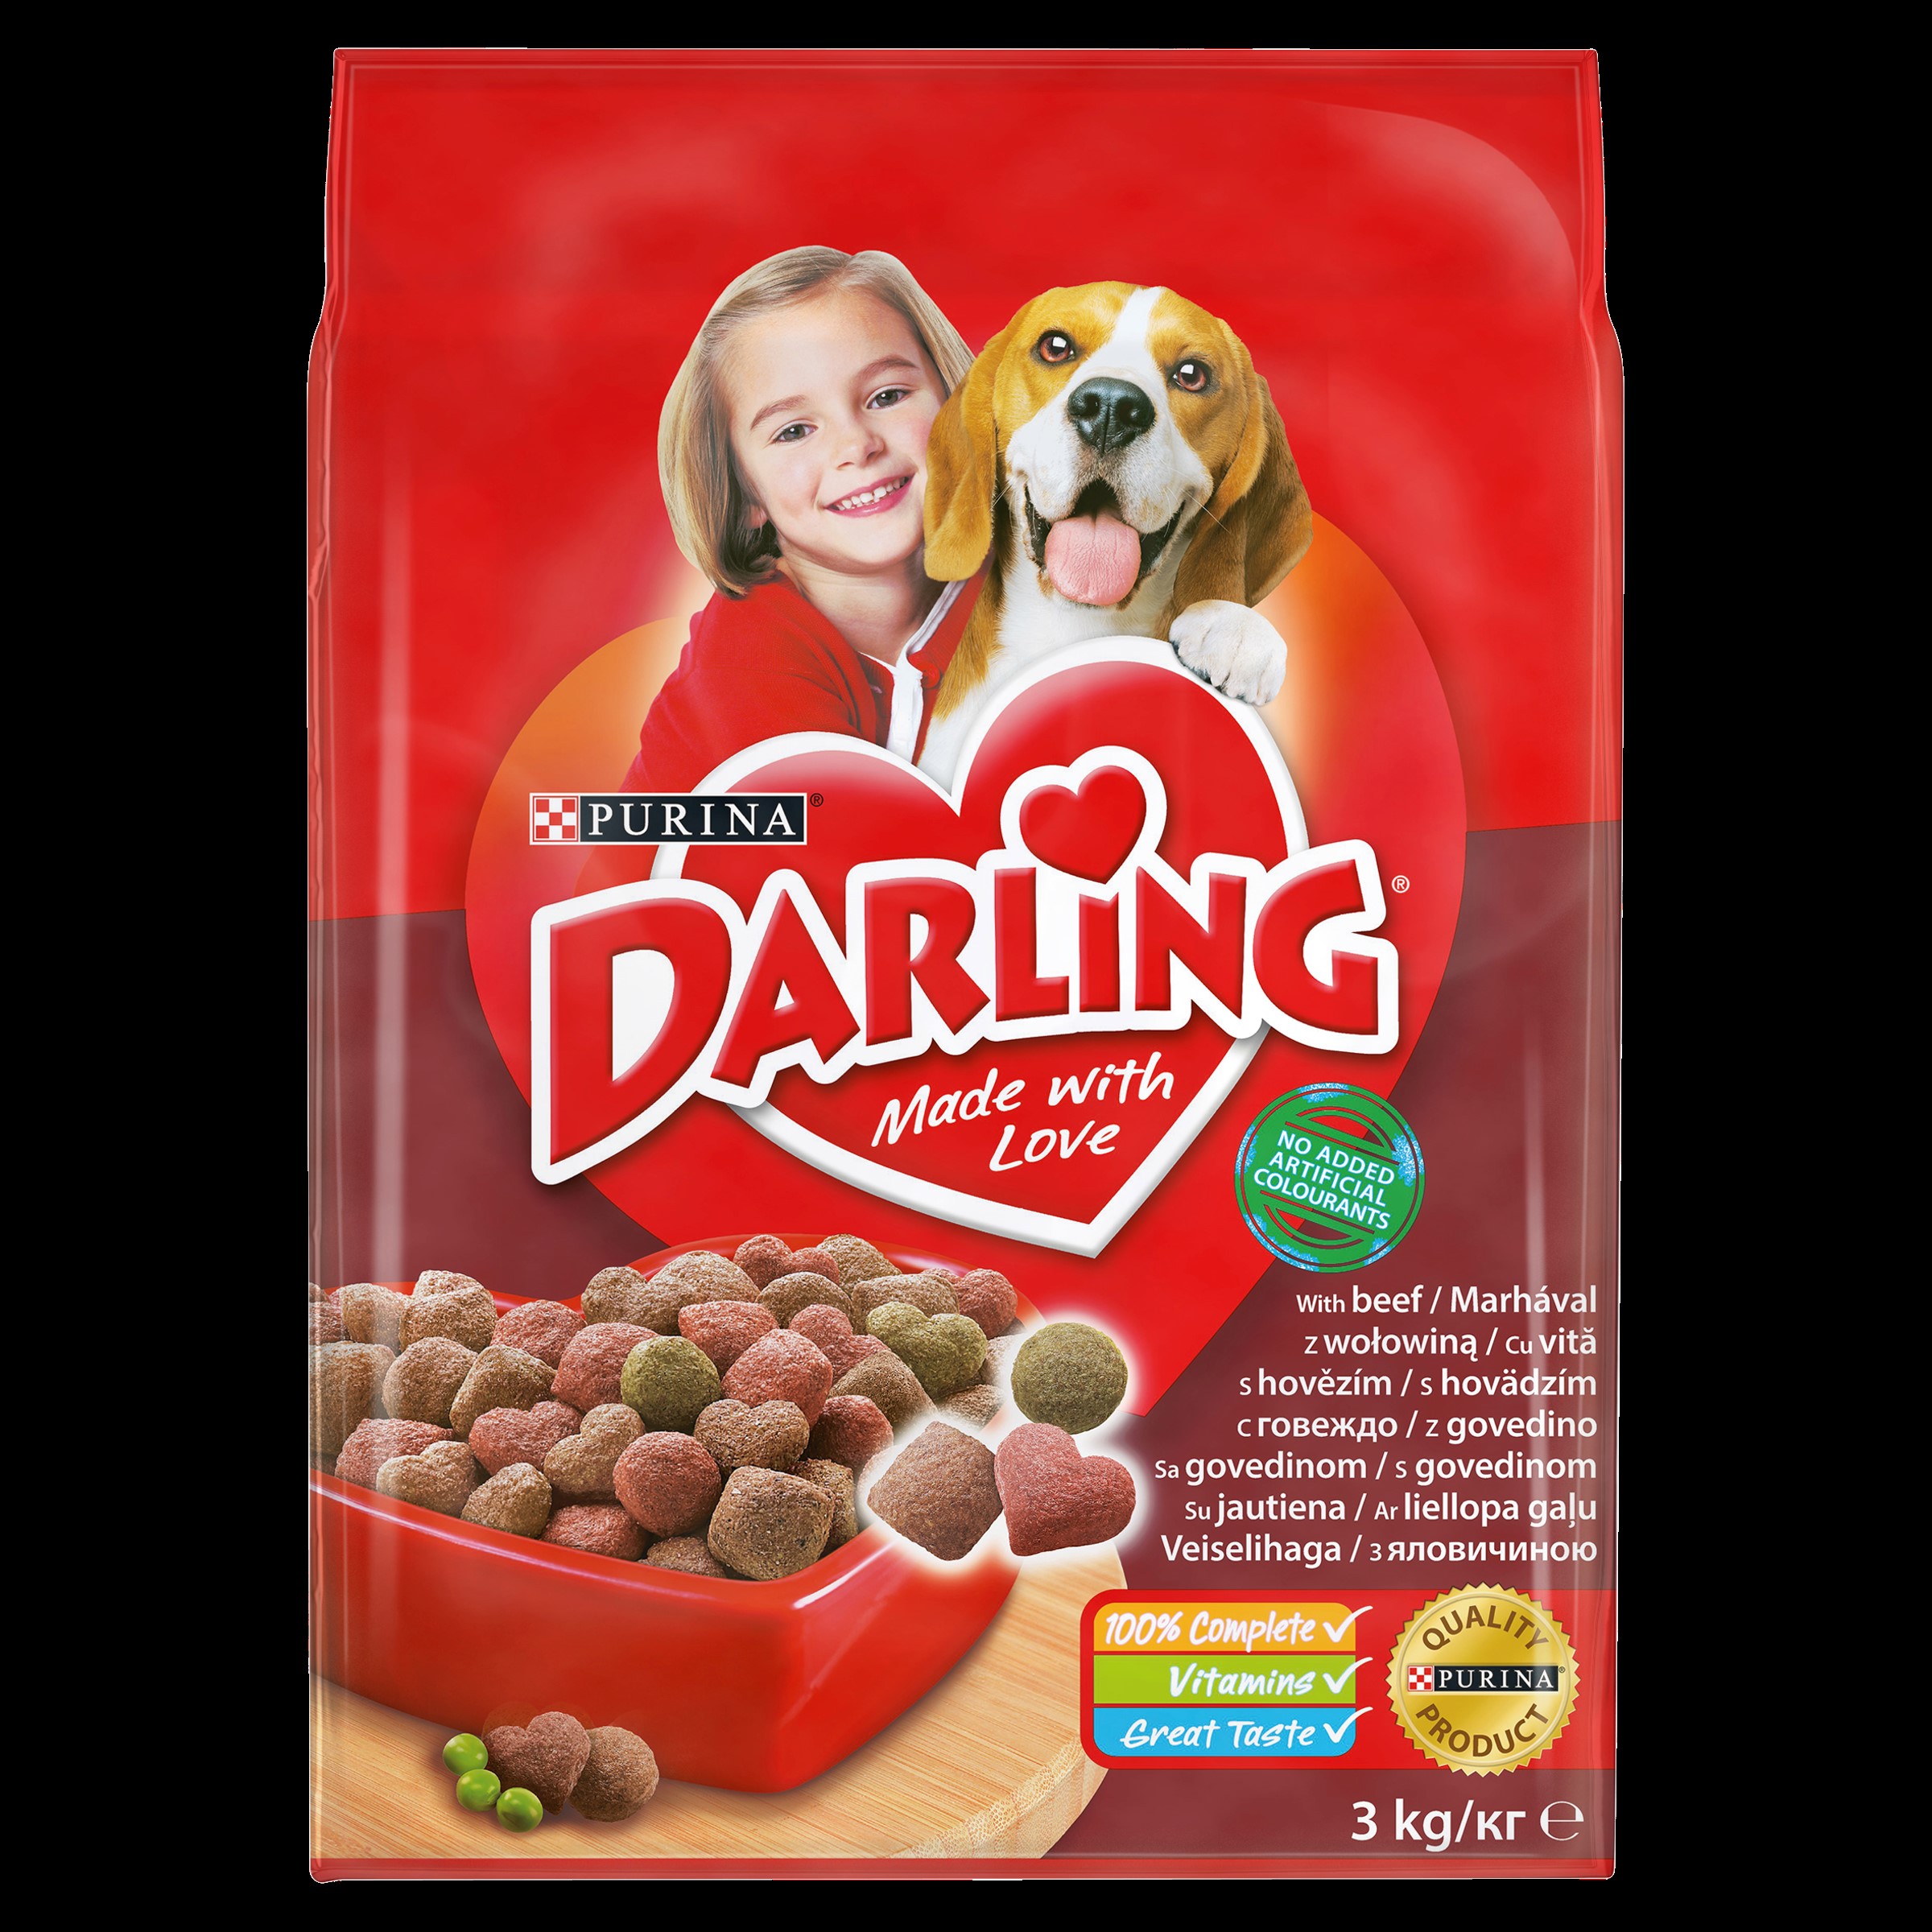 PURINA®
DARLiNG®
Made with
Love
NO ADDED
ARTIFICIAL
COLOURANTS
With beef / Marhával
z wołowiną / Cu vită
s hovězím / s hovädzím
с говеждо / z govedino
Sa govedinom / s govedinom
Su jautiena / Ar liellopa gaļu
Veiselihaga / з яловичиною
100% Complete ✓
Vitamins ✓
Great Taste ✓
QUALITY
PURINA®
PRODUCT
3 kg/кг ℮